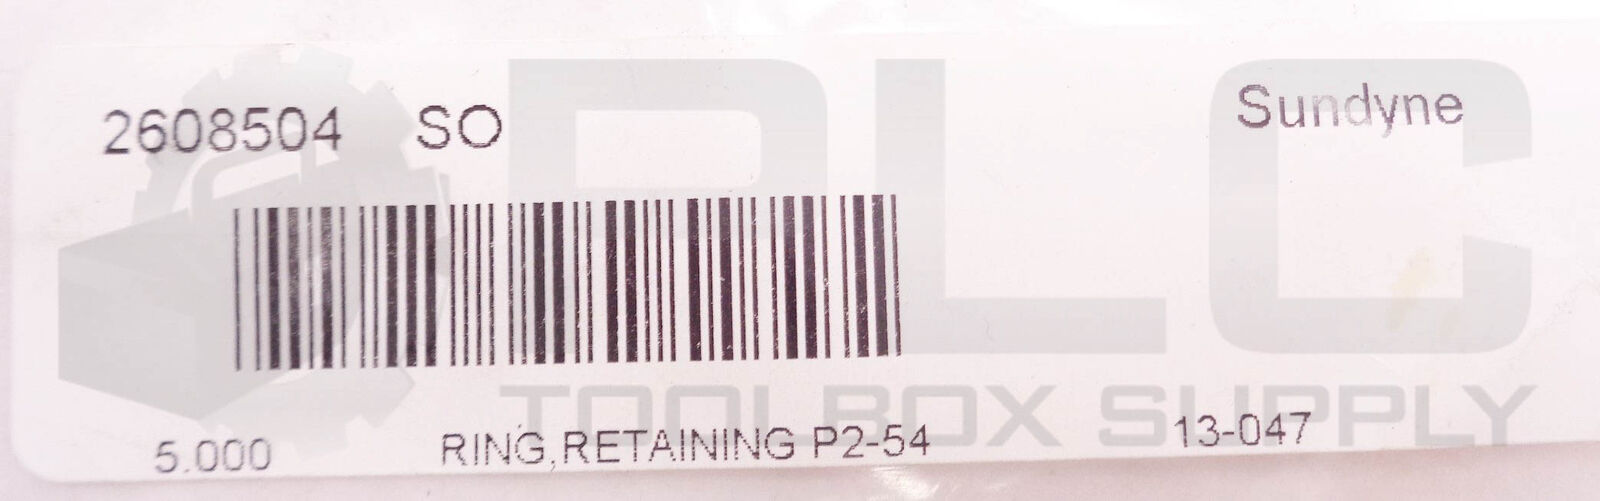 2608504 SO
Sundyne
5.000 RING,RETAINING P2-54 13-047
PLC
TOOLBOX SUPPLY